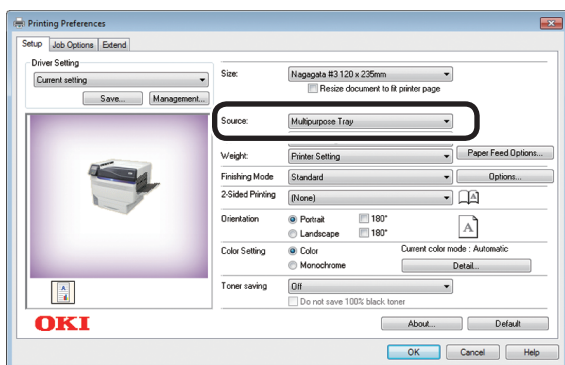 Printing Preferences
Setup Job Options Extend
Driver Setting
Current setting
Save... Management...
Size: Nagagata #3 120 x 235mm
Resize document to fit printer page
Source: Multipurpose Tray
Weight: Printer Setting Paper Feed Options...
Finishing Mode Standard Options...
2-Sided Printing (None)
Orientation Portrait 180°
Landscape 180°
Color Setting Color Current color mode : Automatic
Monochrome Detail...
Toner saving Off
Do not save 100% black toner
OKI
About... Default
OK Cancel Help
A
A